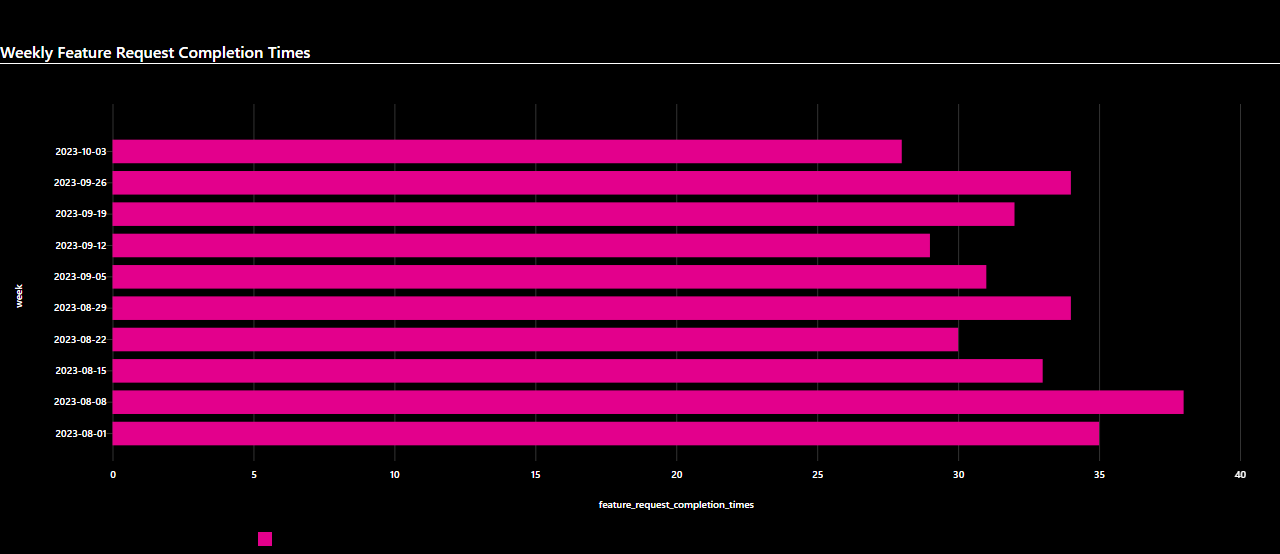 Weekly Feature Request Completion Times
2023-10-03
2023-09-26
2023-09-19
2023-09-12
2023-09-05
2023-08-29
2023-08-22
2023-08-15
2023-08-08
2023-08-01
week
0 5 10 15 20 25 30 35 40
feature_request_completion_times